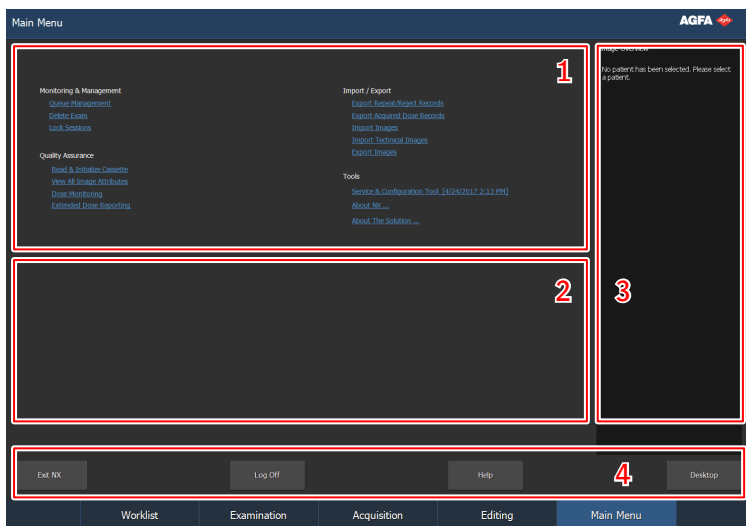 Main Menu
AGFA
1
Image Overview
No patient has been selected. Please select
a patient.
Monitoring & Management
Queue Management
Delete Exam
Lock Sessions
Quality Assurance
Read & Initialize Cassette
View All Image Attributes
Dose Monitoring
Extended Dose Reporting
Import / Export
Export Repeat/Reject Records
Export Acquired Dose Records
Import Images
Import Technical Images
Export Images
Tools
Service & Configuration Tool [4/24/2017 2:13 PM]
About NX ...
About The Solution ...
2
3
4
Exit NX
Log Off
Help
Desktop
Worklist
Examination
Acquisition
Editing
Main Menu